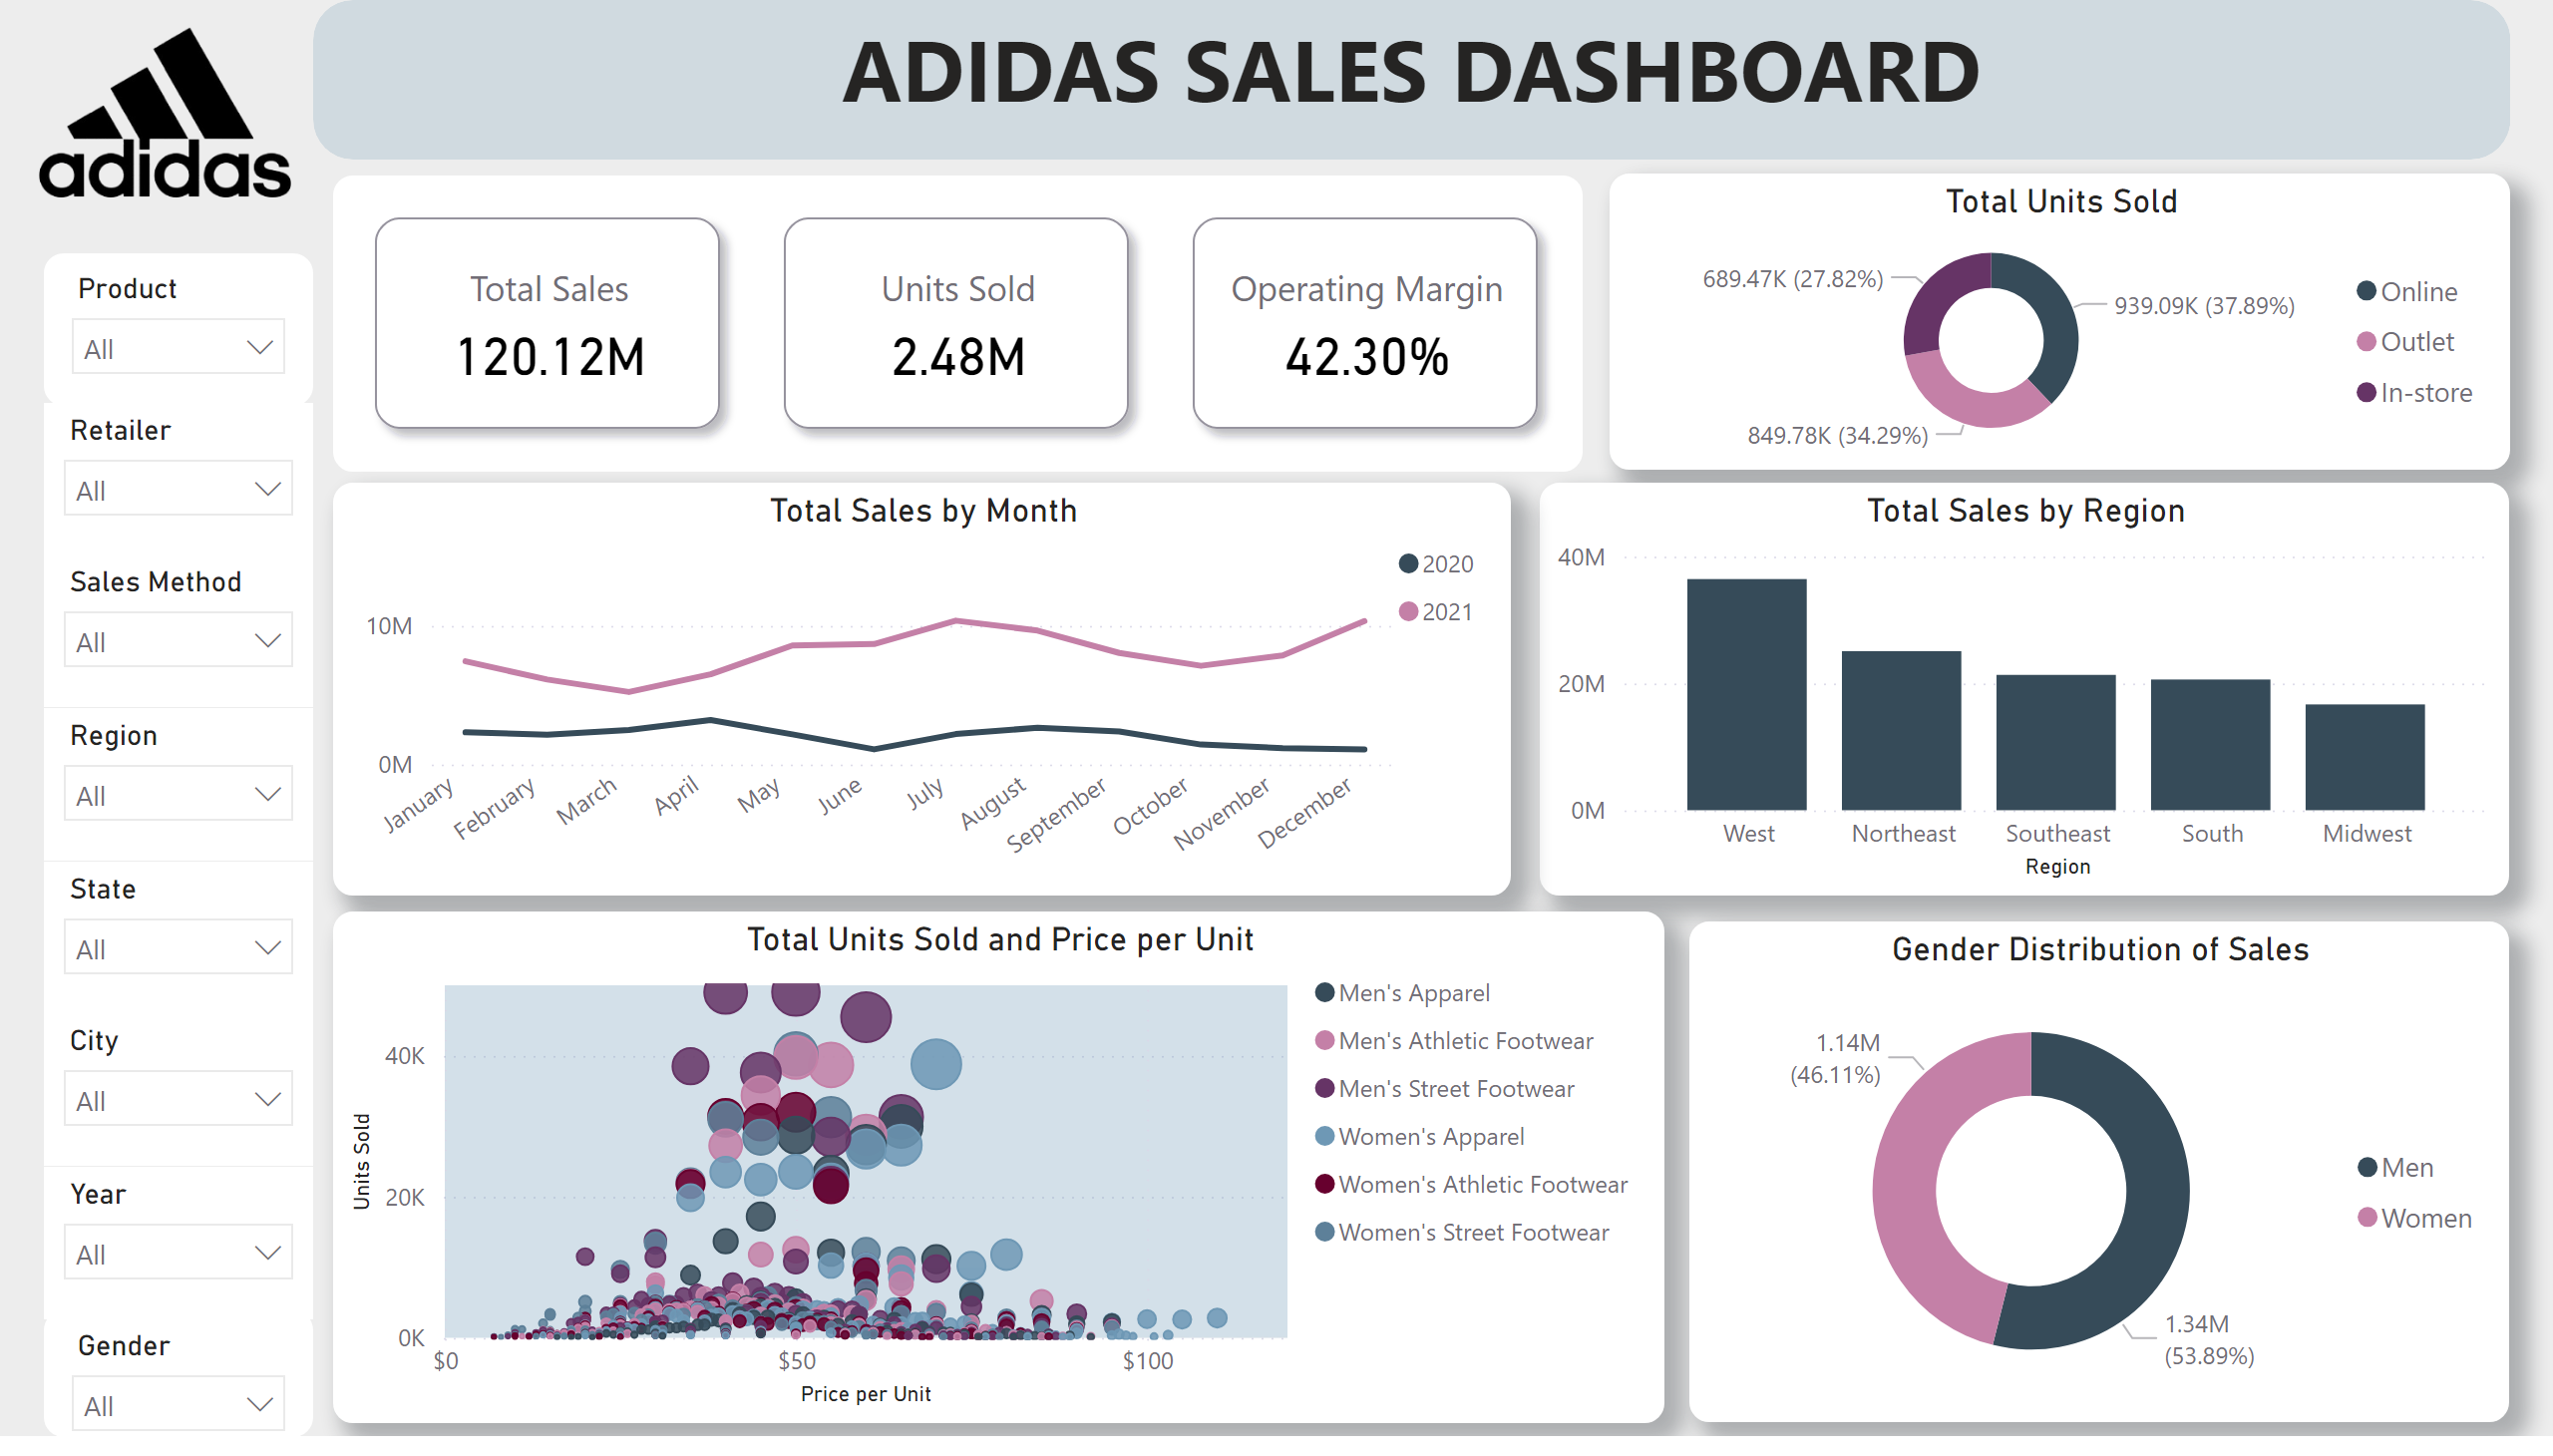 adidas
ADIDAS SALES DASHBOARD
Product
All
Retailer
All
Sales Method
All
Region
All
State
All
City
All
Year
All
Gender
All
Total Sales
120.12M
Units Sold
2.48M
Operating Margin
42.30%
Total Units Sold
689.47K (27.82%)
939.09K (37.89%)
849.78K (34.29%)
Online
Outlet
In-store
Total Sales by Month
2020
2021
10M
0M
January
February
March
April
May
June
July
August
September
October
November
December
Total Sales by Region
40M
20M
0M
West
Northeast
Southeast
South
Midwest
Region
Total Units Sold and Price per Unit
Units Sold
40K
20K
0K
$0
$50
$100
Price per Unit
Men's Apparel
Men's Athletic Footwear
Men's Street Footwear
Women's Apparel
Women's Athletic Footwear
Women's Street Footwear
Gender Distribution of Sales
1.14M
(46.11%)
1.34M
(53.89%)
Men
Women